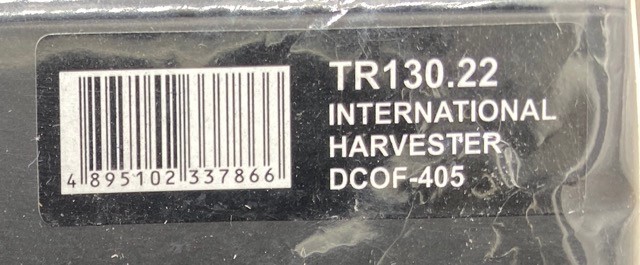 TR130.22
INTERNATIONAL
HARVESTER
DCOF-405
4 895102 337866